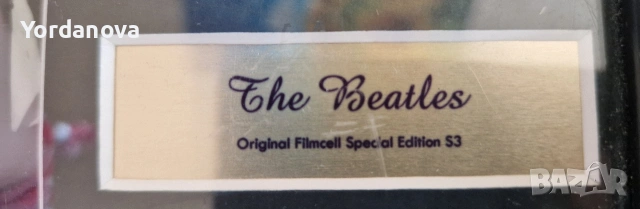 Yordanova
The Beatles
Original Filmcell Special Edition S3
BAZAR